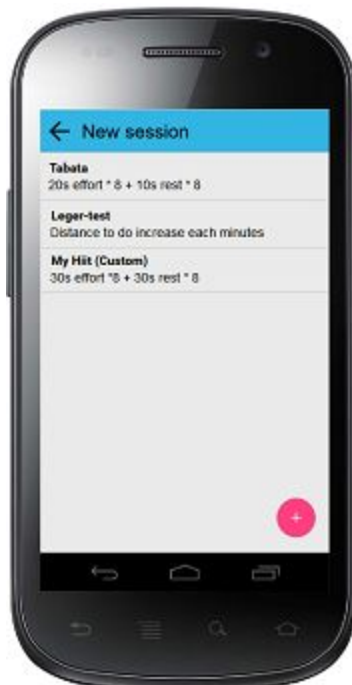 New session
Tabata
20s effort * 8 + 10s rest * 8
Leger-test
Distance to do increase each minutes
My Hiit (Custom)
30s effort *8 + 30s rest * 8
+